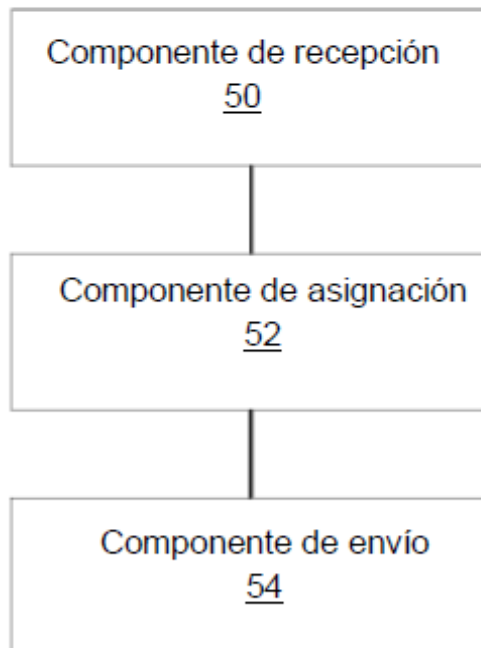 Componente de recepción
50
Componente de asignación
52
Componente de envío
54